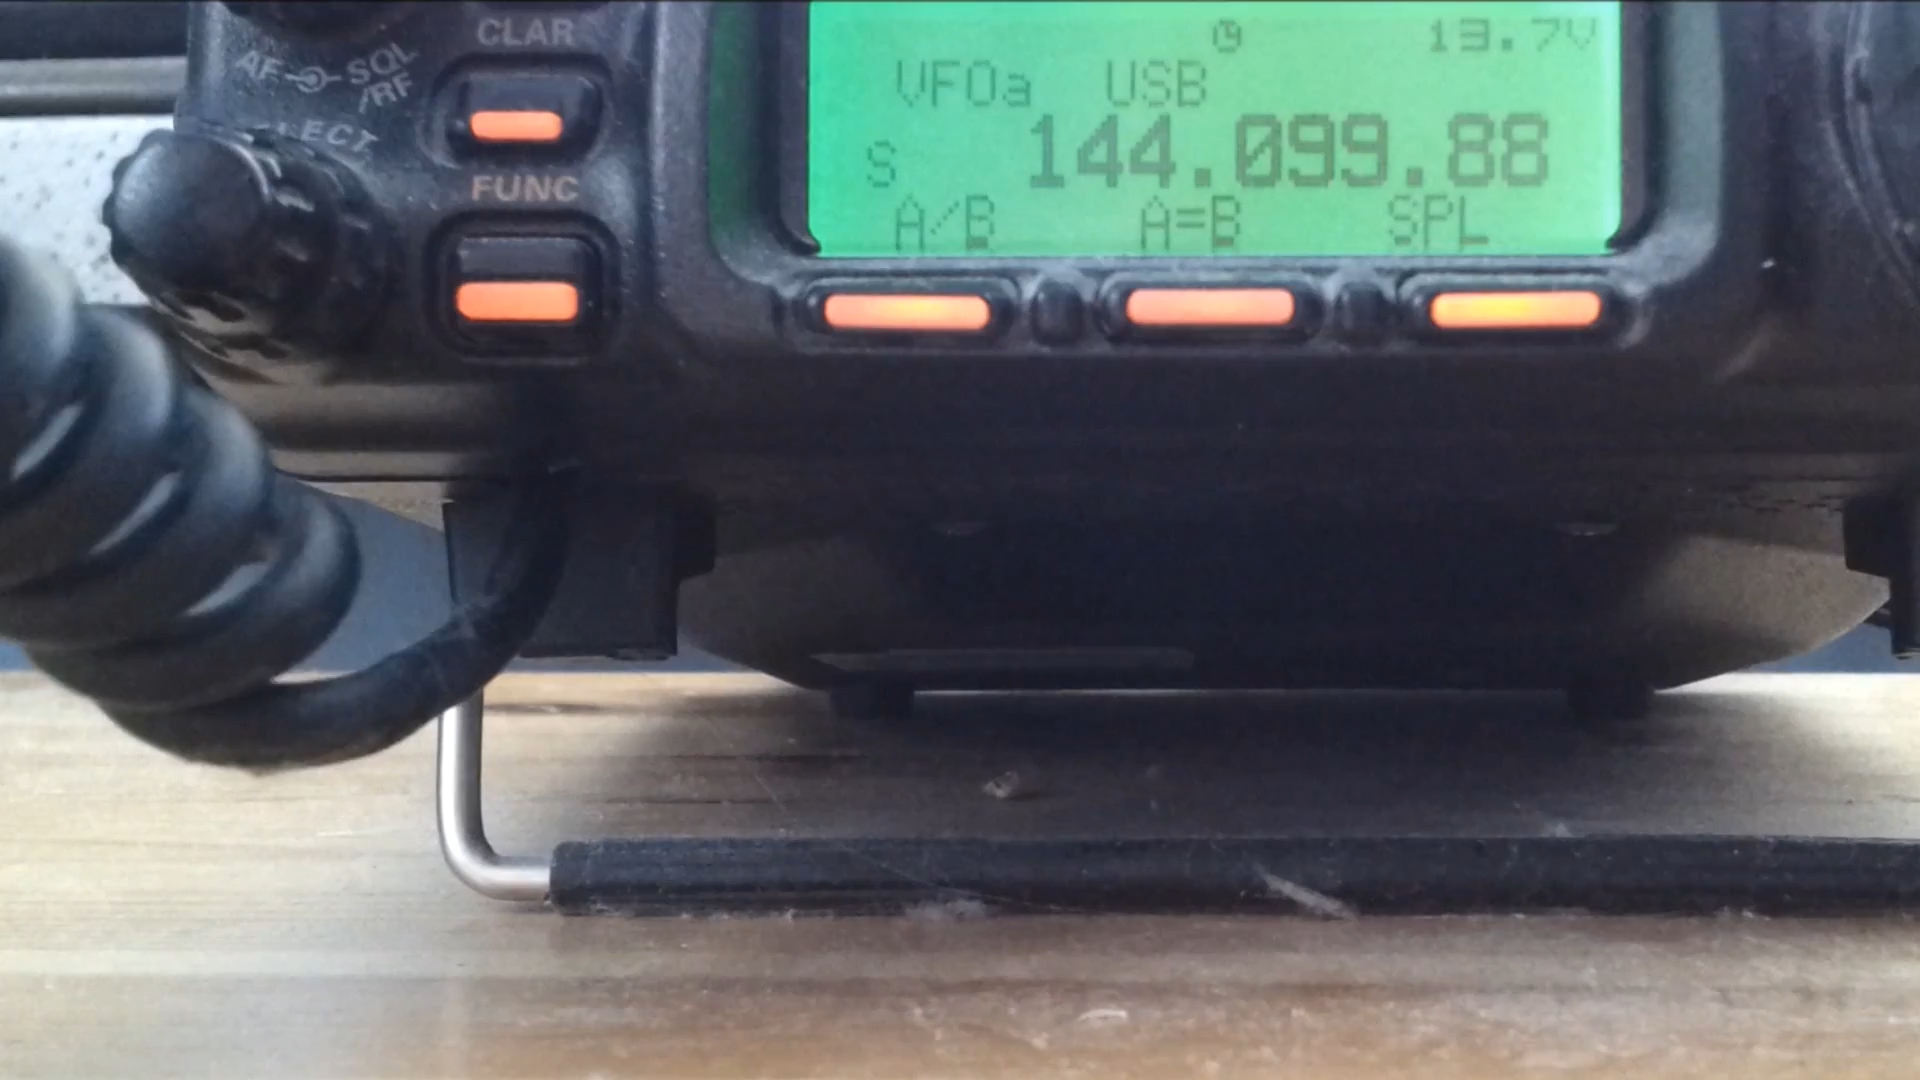 CLAR
AF SQL
/RF
FUNC
13.7V
VFOa USB
S 144.099.88
A/B A=B SPL